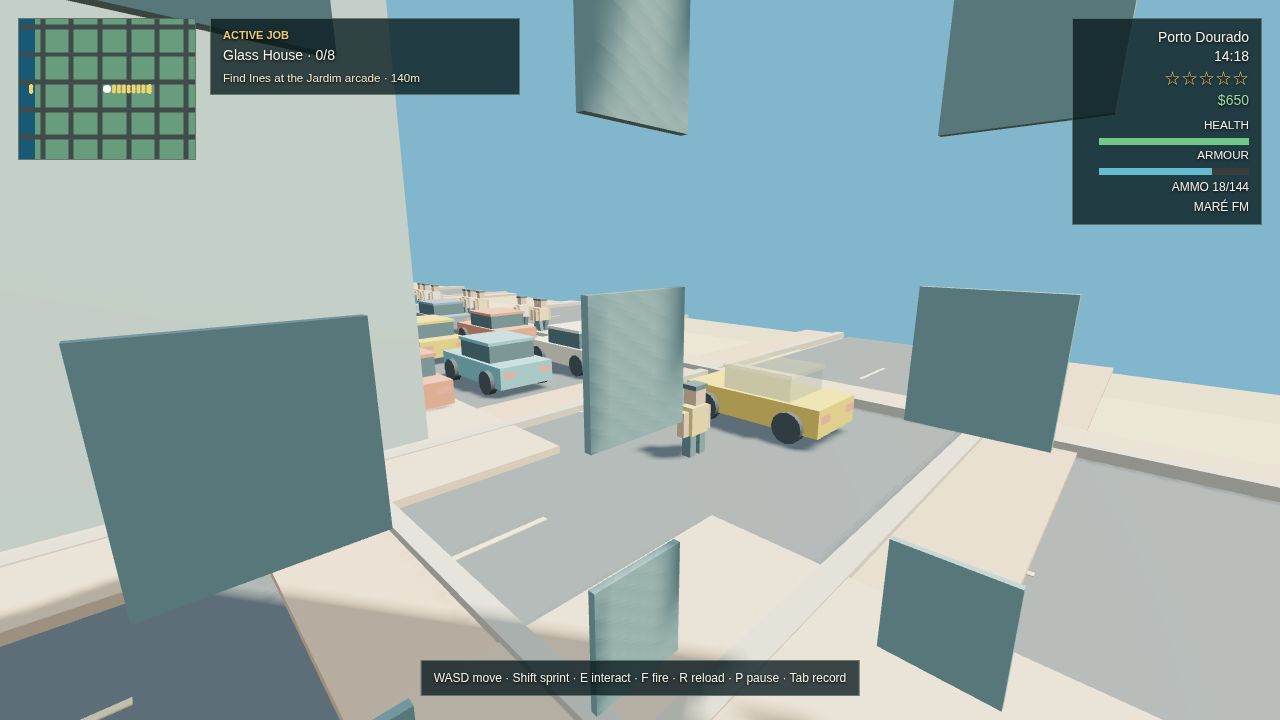 ACTIVE JOB
Glass House · 0/8
Find Ines at the Jardim arcade · 140m
Porto Dourado
14:18
☆☆☆☆☆
$650
HEALTH
ARMOUR
AMMO 18/144
MARÉ FM
WASD move · Shift sprint · E interact · F fire · R reload · P pause · Tab record